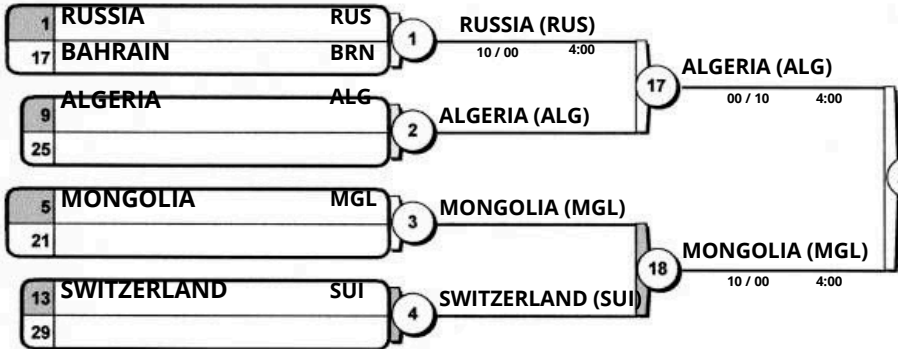 1 RUSSIA RUS
17 BAHRAIN BRN
1
RUSSIA (RUS)
10 / 00 4:00
9 ALGERIA ALG
25
2
ALGERIA (ALG)
17
ALGERIA (ALG)
00 / 10 4:00
5 MONGOLIA MGL
21
3
MONGOLIA (MGL)
13 SWITZERLAND SUI
29
4
SWITZERLAND (SUI)
18
MONGOLIA (MGL)
10 / 00 4:00